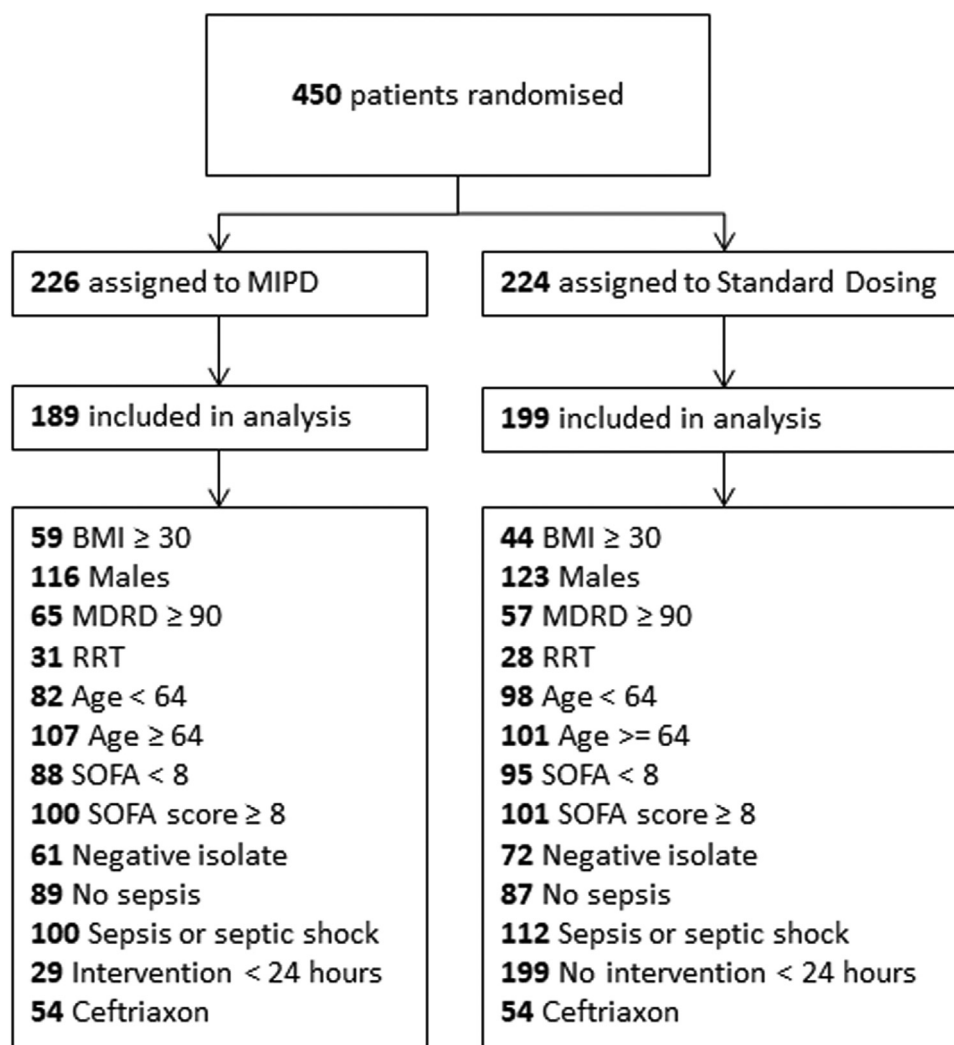 450 patients randomised
226 assigned to MIPD
224 assigned to Standard Dosing
189 included in analysis
199 included in analysis
59 BMI ≥ 30
116 Males
65 MDRD ≥ 90
31 RRT
82 Age < 64
107 Age ≥ 64
88 SOFA < 8
100 SOFA score ≥ 8
61 Negative isolate
89 No sepsis
100 Sepsis or septic shock
29 Intervention < 24 hours
54 Ceftriaxon
44 BMI ≥ 30
123 Males
57 MDRD ≥ 90
28 RRT
98 Age < 64
101 Age >= 64
95 SOFA < 8
101 SOFA score ≥ 8
72 Negative isolate
87 No sepsis
112 Sepsis or septic shock
199 No intervention < 24 hours
54 Ceftriaxon